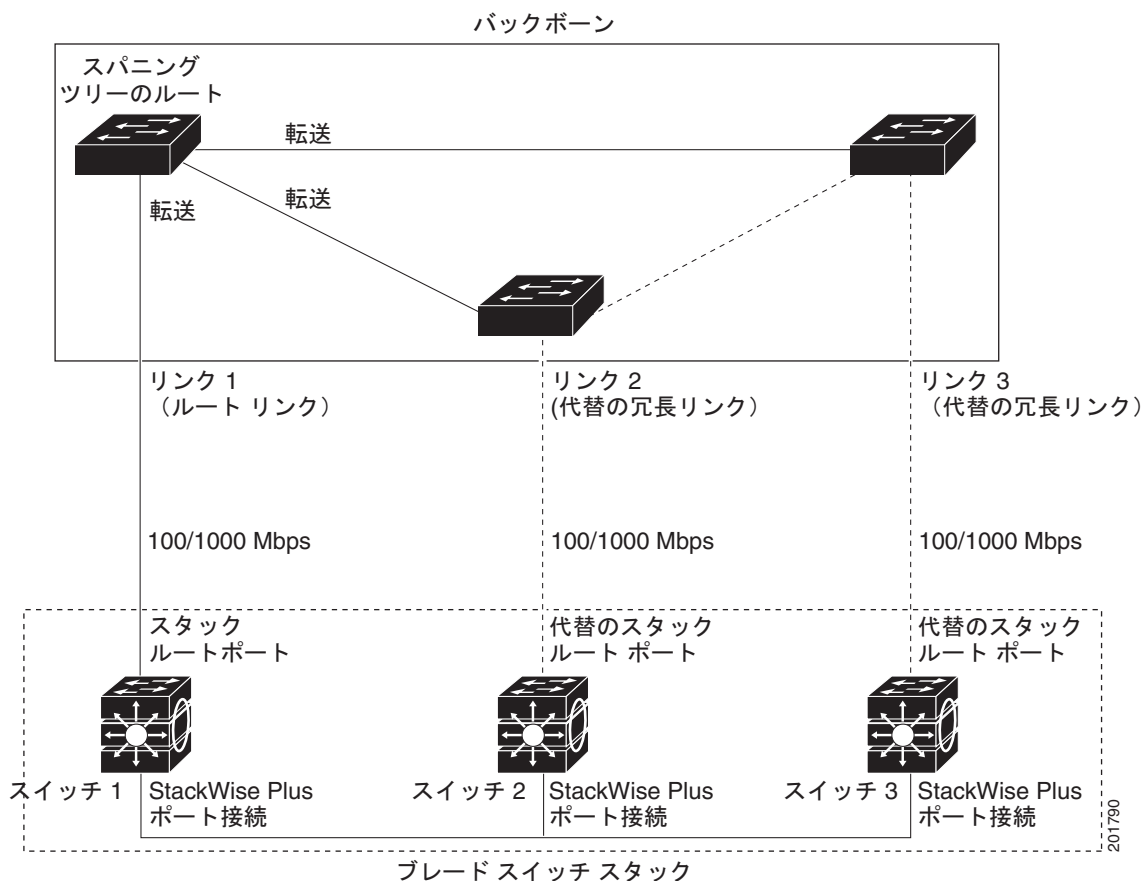 バックボーン
スパニング
ツリーのルート
転送
転送
転送
リンク 1
（ルート リンク）
リンク 2
(代替の冗長リンク）
リンク 3
（代替の冗長リンク）
100/1000 Mbps
100/1000 Mbps
100/1000 Mbps
スタック
ルートポート
代替のスタック
ルート ポート
代替のスタック
ルート ポート
スイッチ 1
StackWise Plus
ポート接続
スイッチ 2
StackWise Plus
ポート接続
スイッチ 3
StackWise Plus
ポート接続
201790
ブレード スイッチ スタック